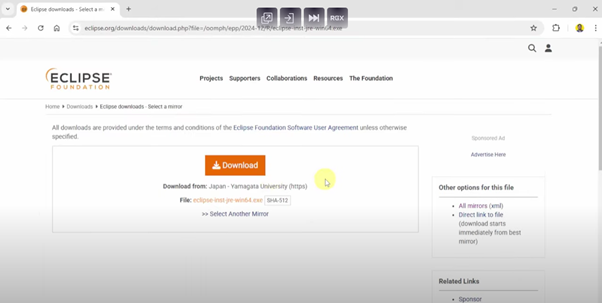 Eclipse downloads - Select a m
eclipse.org/downloads/download.php?file=/oomph/epp/2024-12/R/eclipse-inst-jre-win64.exe
RGX
ECLIPSE
FOUNDATION
Projects Supporters Collaborations Resources The Foundation
Home Downloads Eclipse downloads - Select a mirror
All downloads are provided under the terms and conditions of the Eclipse Foundation Software User Agreement unless otherwise
specified.
Download
Download from: Japan - Yamagata University (https)
File: eclipse-inst-jre-win64.exe SHA-512
>> Select Another Mirror
Sponsored Ad
Advertise Here
Other options for this file
All mirrors (xml)
Direct link to file
(download starts
immediately from best
mirror)
Related Links
Sponsor